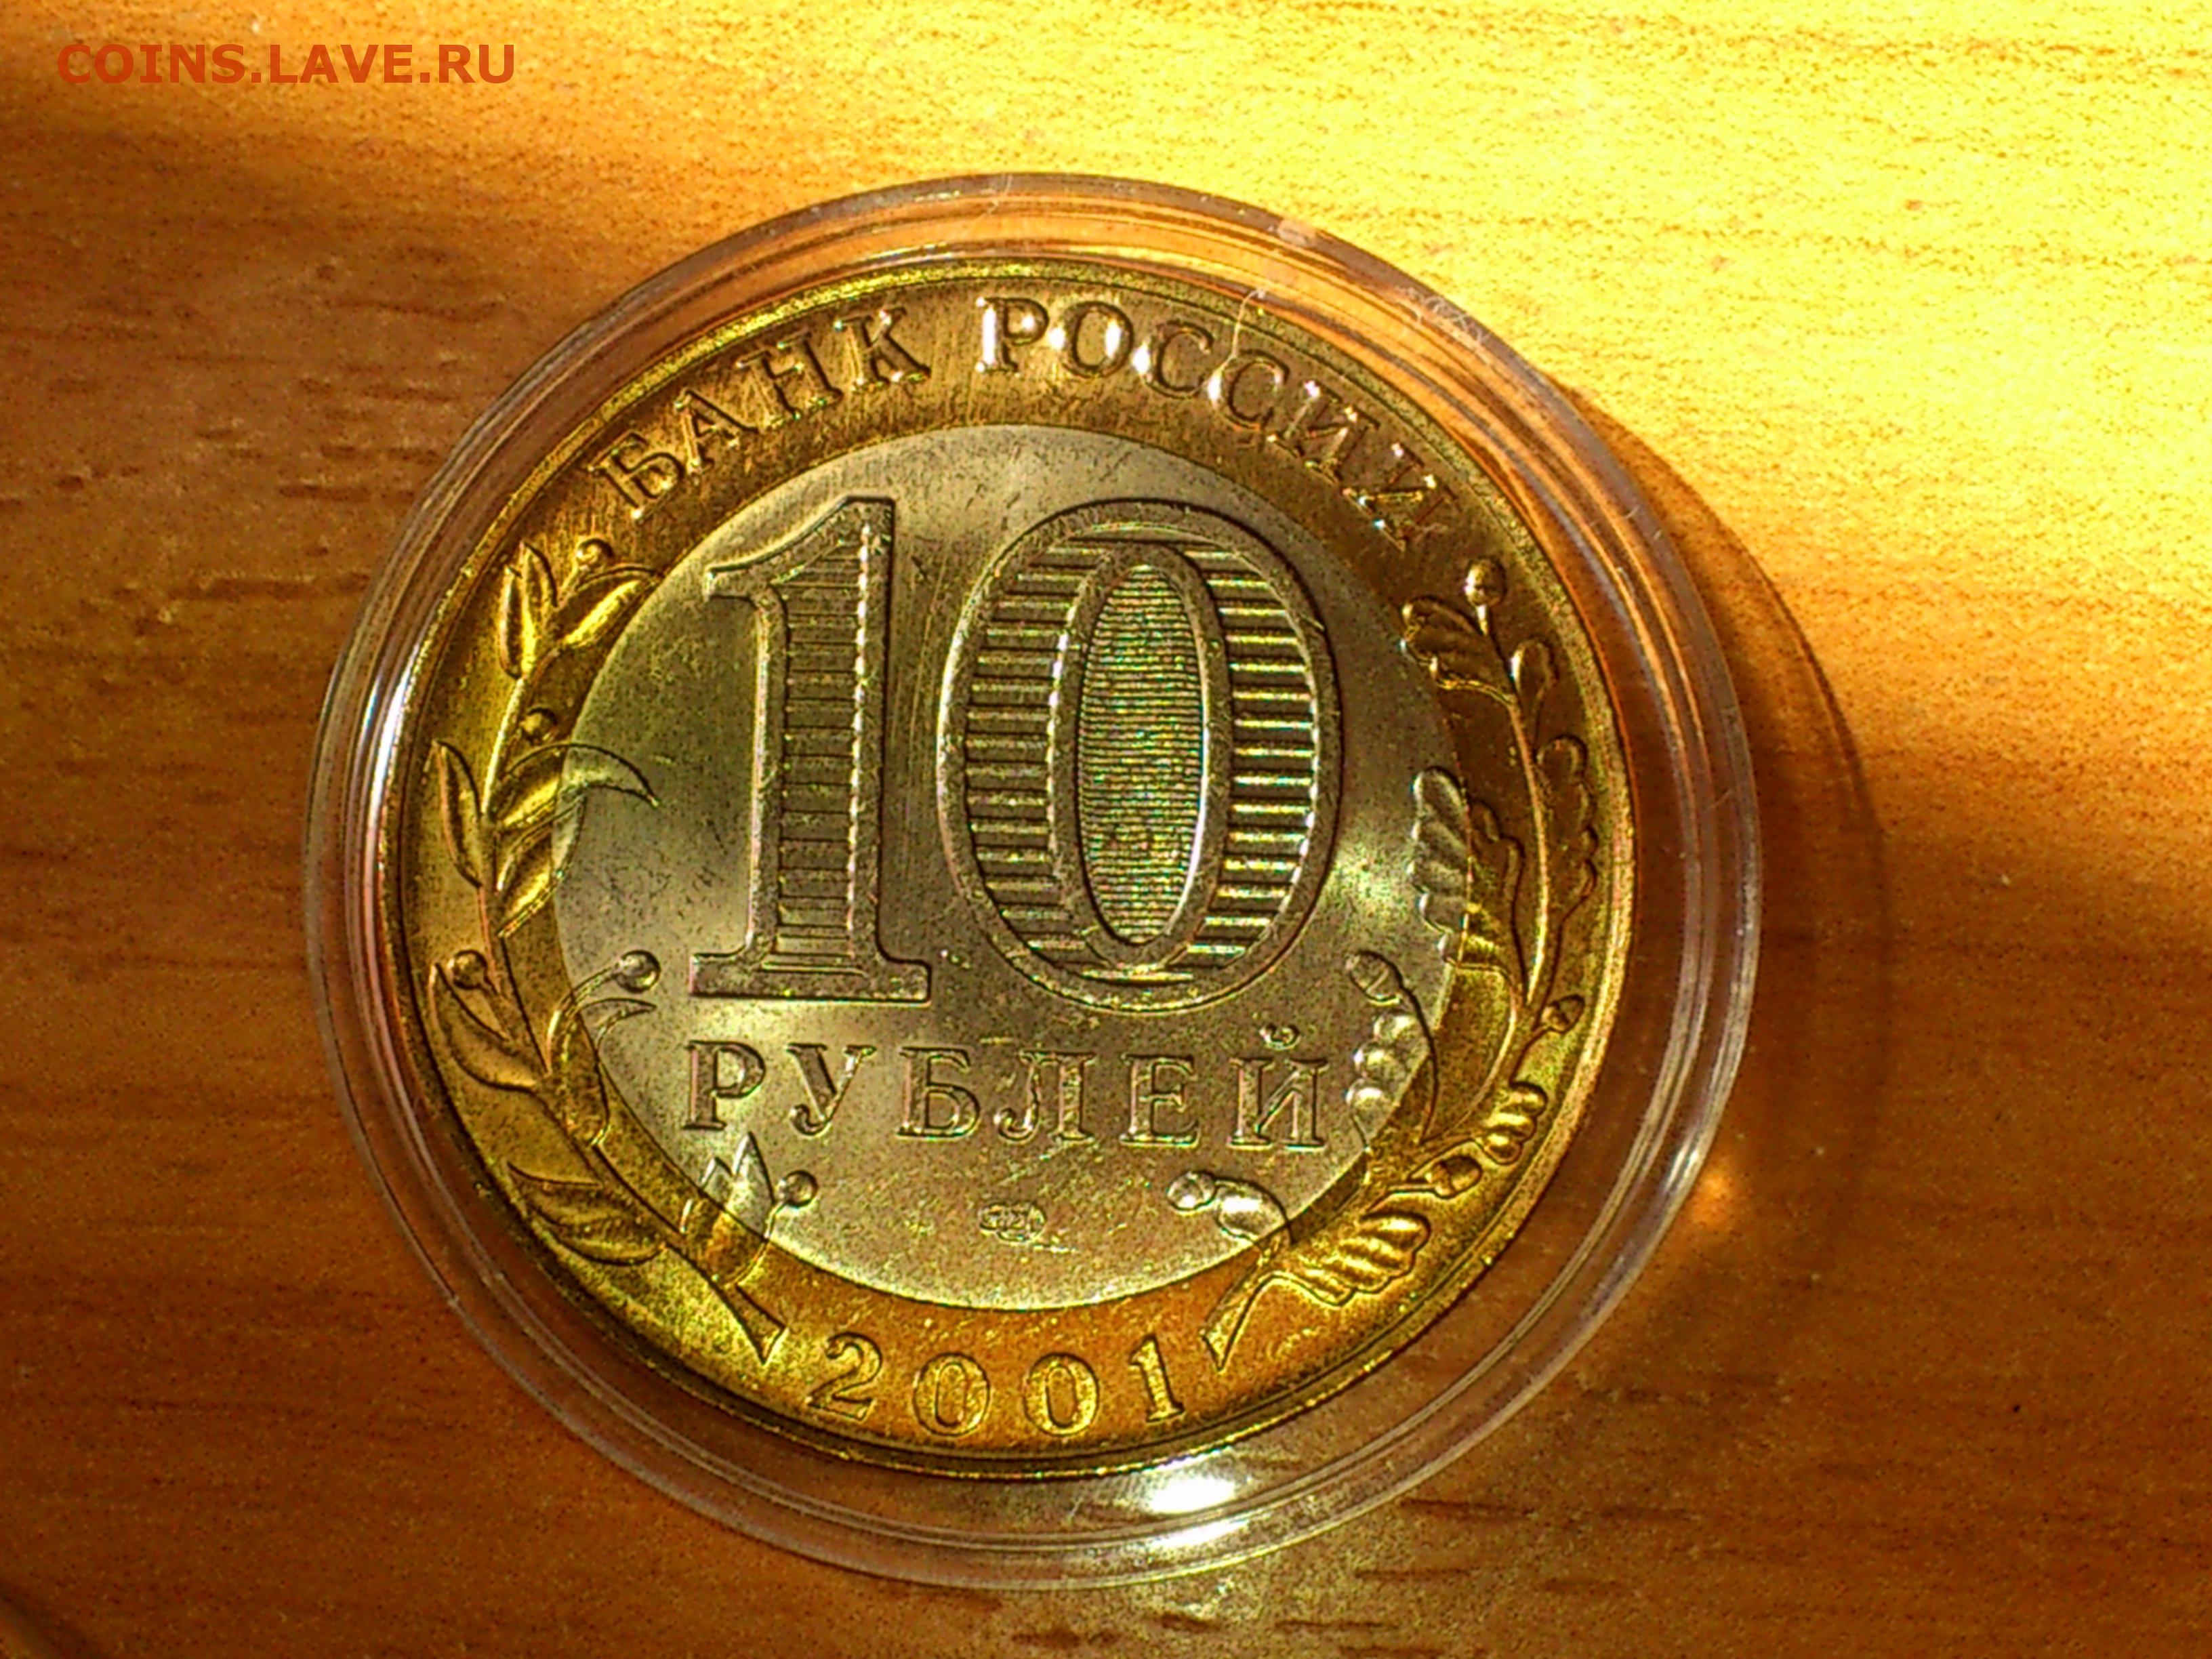 COINS.LAVE.RU
БАНК РОССИИ
10
РУБЛЕЙ
2001